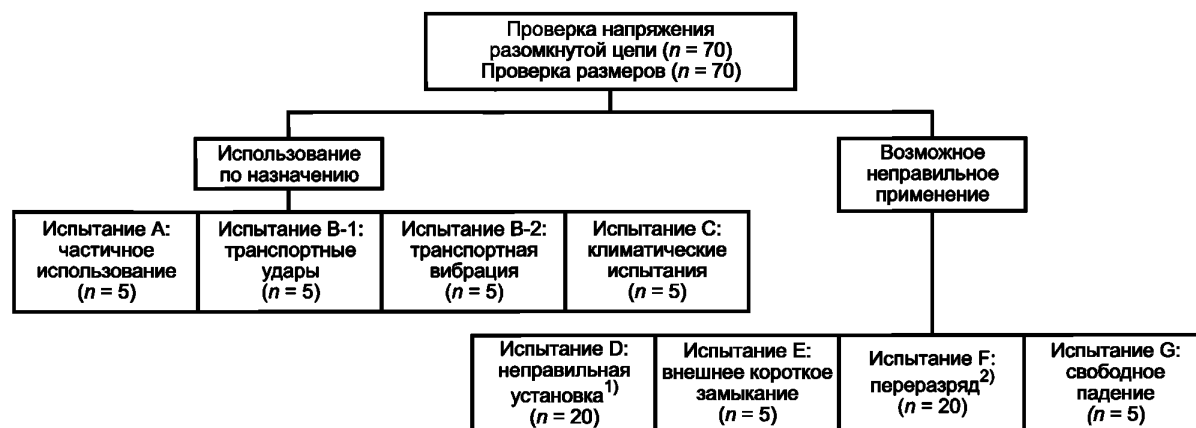 Проверка напряжения
разомкнутой цепи (n = 70)
Проверка размеров (n = 70)
Использование
по назначению
Возможное
неправильное
применение
Испытание A:
частичное
использование
(n = 5)
Испытание B-1:
транспортные
удары
(n = 5)
Испытание B-2:
транспортная
вибрация
(n = 5)
Испытание C:
климатические
испытания
(n = 5)
Испытание D:
неправильная
установка1)
(n = 20)
Испытание E:
внешнее короткое
замыкание
(n = 5)
Испытание F:
переразряд2)
(n = 20)
Испытание G:
свободное
падение
(n = 5)